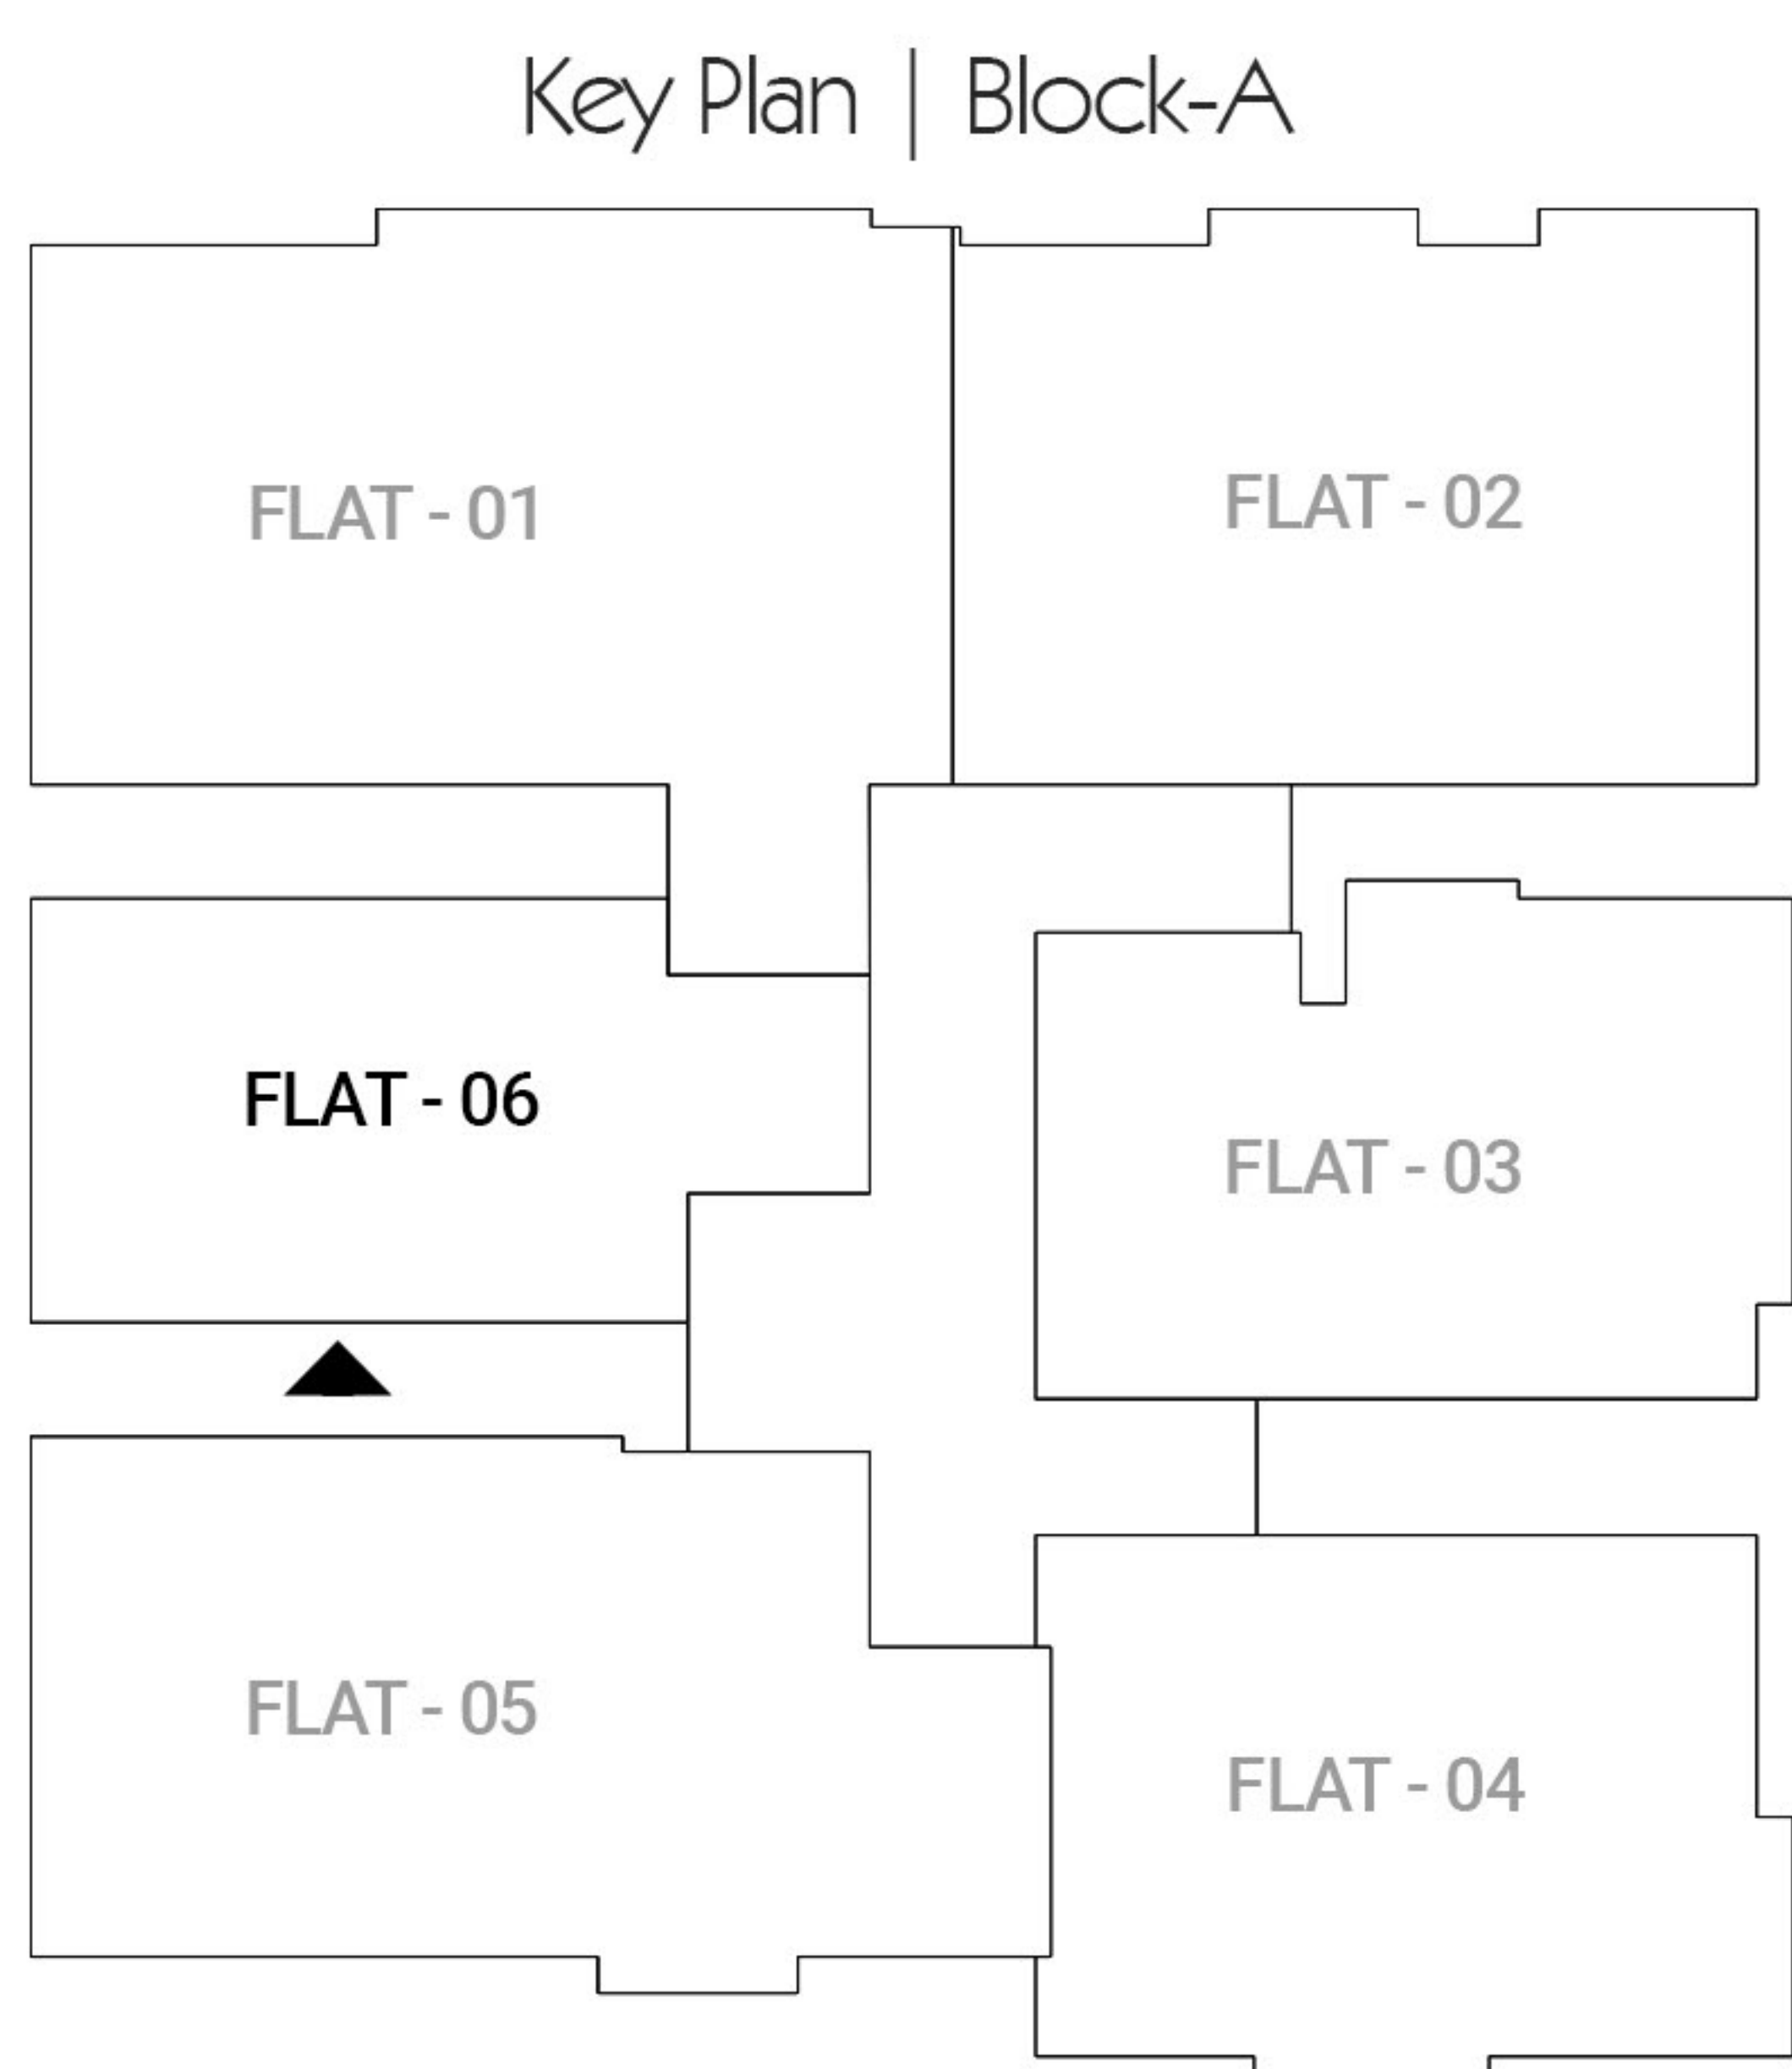 Key Plan | Block-A
FLAT - 01
FLAT - 02
FLAT - 06
FLAT - 03
FLAT - 05
FLAT - 04